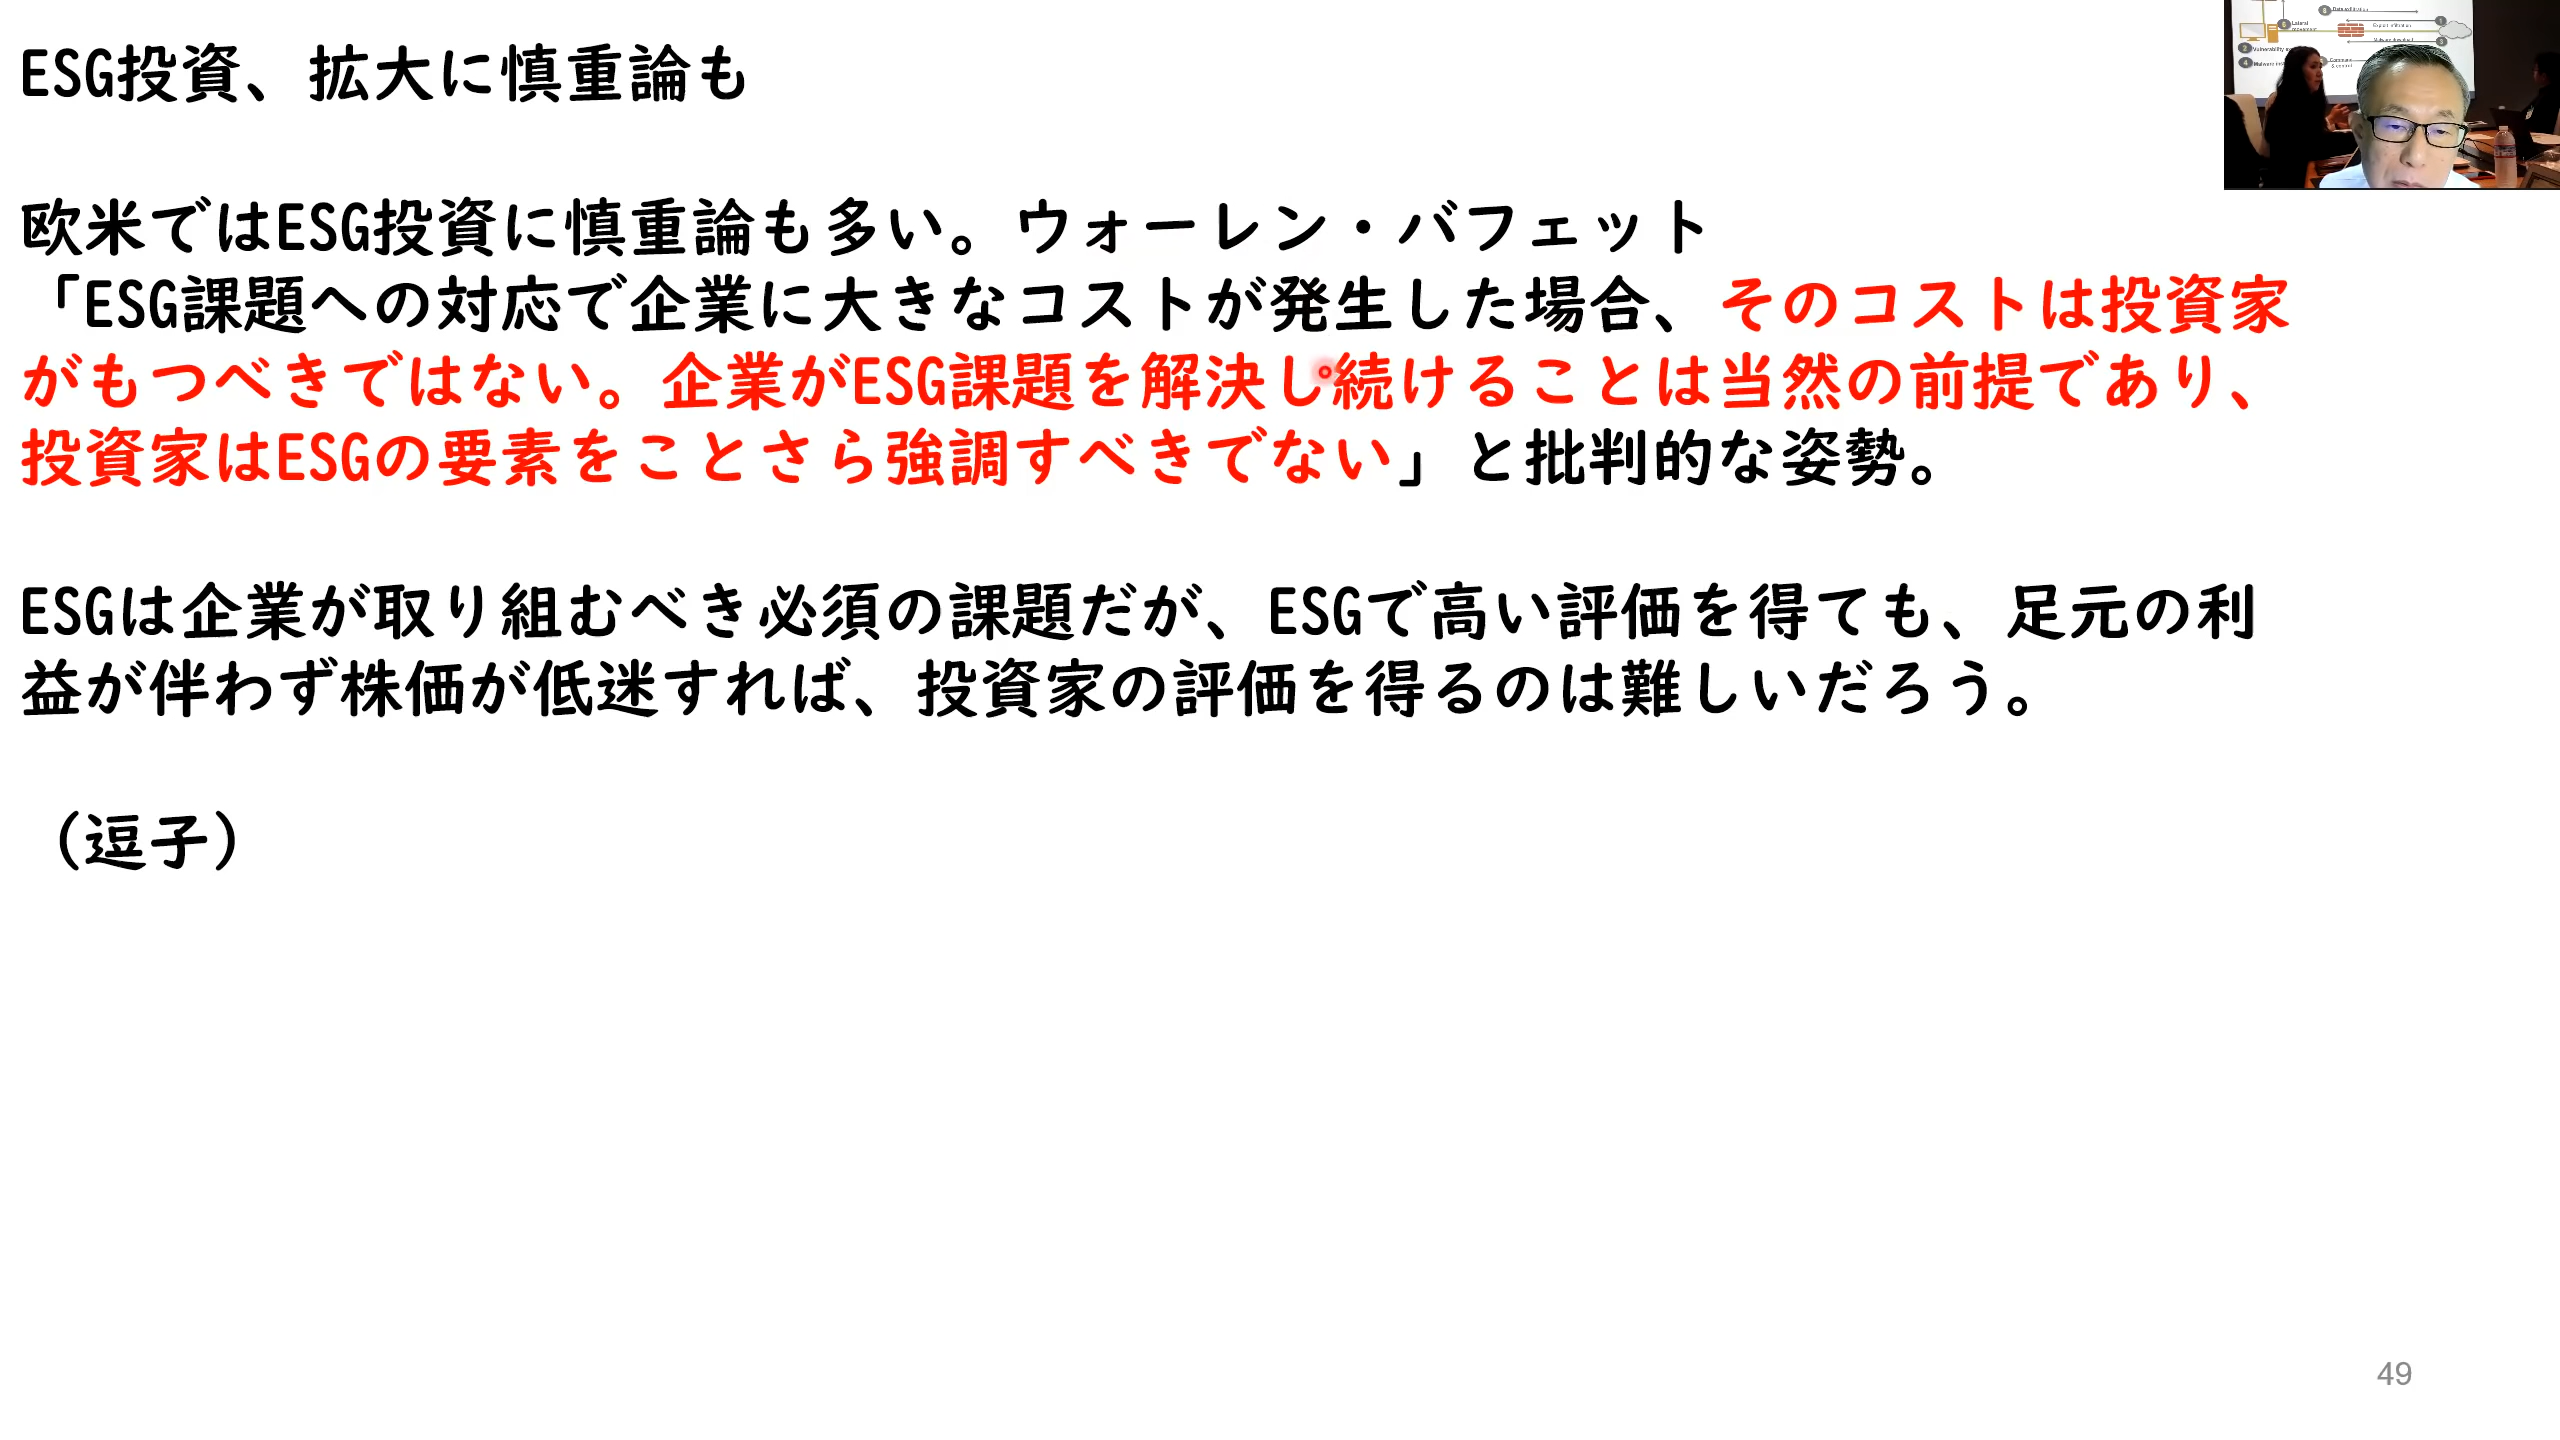 ESG投資、拡大に慎重論も
欧米ではESG投資に慎重論も多い。ウォーレン・バフェット
「ESG課題への対応で企業に大きなコストが発生した場合、そのコストは投資家
がもつべきではない。企業がESG課題を解決し続けることは当然の前提であり、
投資家はESGの要素をことさら強調すべきでない」と批判的な姿勢。
ESGは企業が取り組むべき必須の課題だが、ESGで高い評価を得ても、足元の利
益が伴わず株価が低迷すれば、投資家の評価を得るのは難しいだろう。
（逗子）
49